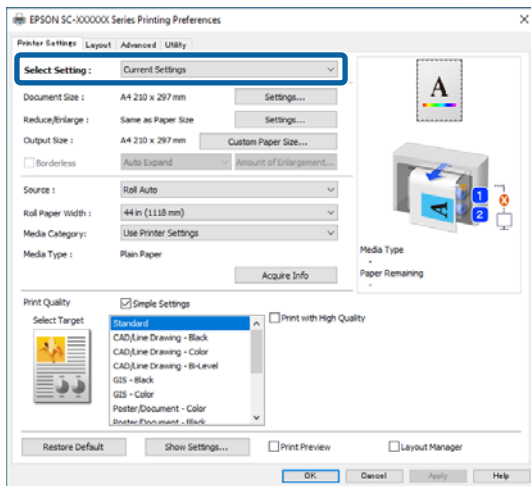 EPSON SC-XXXXXX Series Printing Preferences
Printer Settings Layout Advanced Utility
Select Setting : Current Settings
Document Size : A4 210 x 297 mm Settings...
Reduce/Enlarge : Same as Paper Size Settings...
Output Size : A4 210 x 297 mm Custom Paper Size...
Borderless Auto Expand Amount of Enlargement...
Source : Roll Auto
Roll Paper Width : 44 in (1118 mm)
Media Category: Use Printer Settings
Media Type : Plain Paper
Acquire Info
A
A
1
2
Media Type
-
Paper Remaining
-
Print Quality Simple Settings
Select Target
Standard
CAD/Line Drawing - Black
CAD/Line Drawing - Color
CAD/Line Drawing - Bi-Level
GIS - Black
GIS - Color
Poster/Document - Color
Poster/Document - Black
Print with High Quality
Restore Default Show Settings... Print Preview Layout Manager
OK Cancel Apply Help